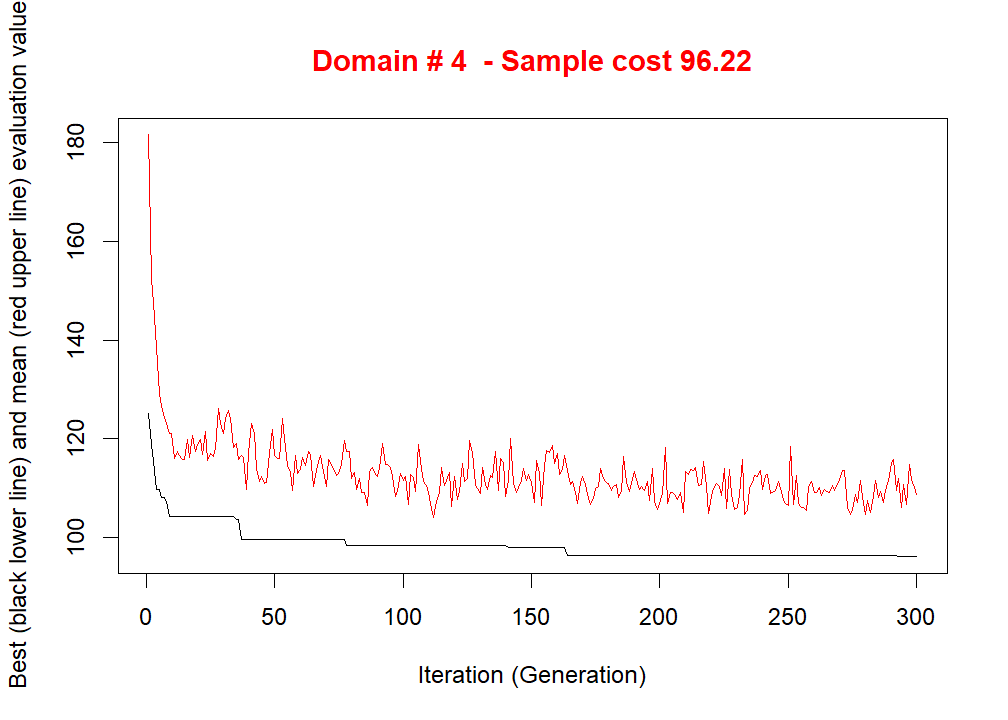 Domain # 4  - Sample cost 96.22
Best (black lower line) and mean (red upper line) evaluation value
180
160
140
120
100
0 50 100 150 200 250 300
Iteration (Generation)